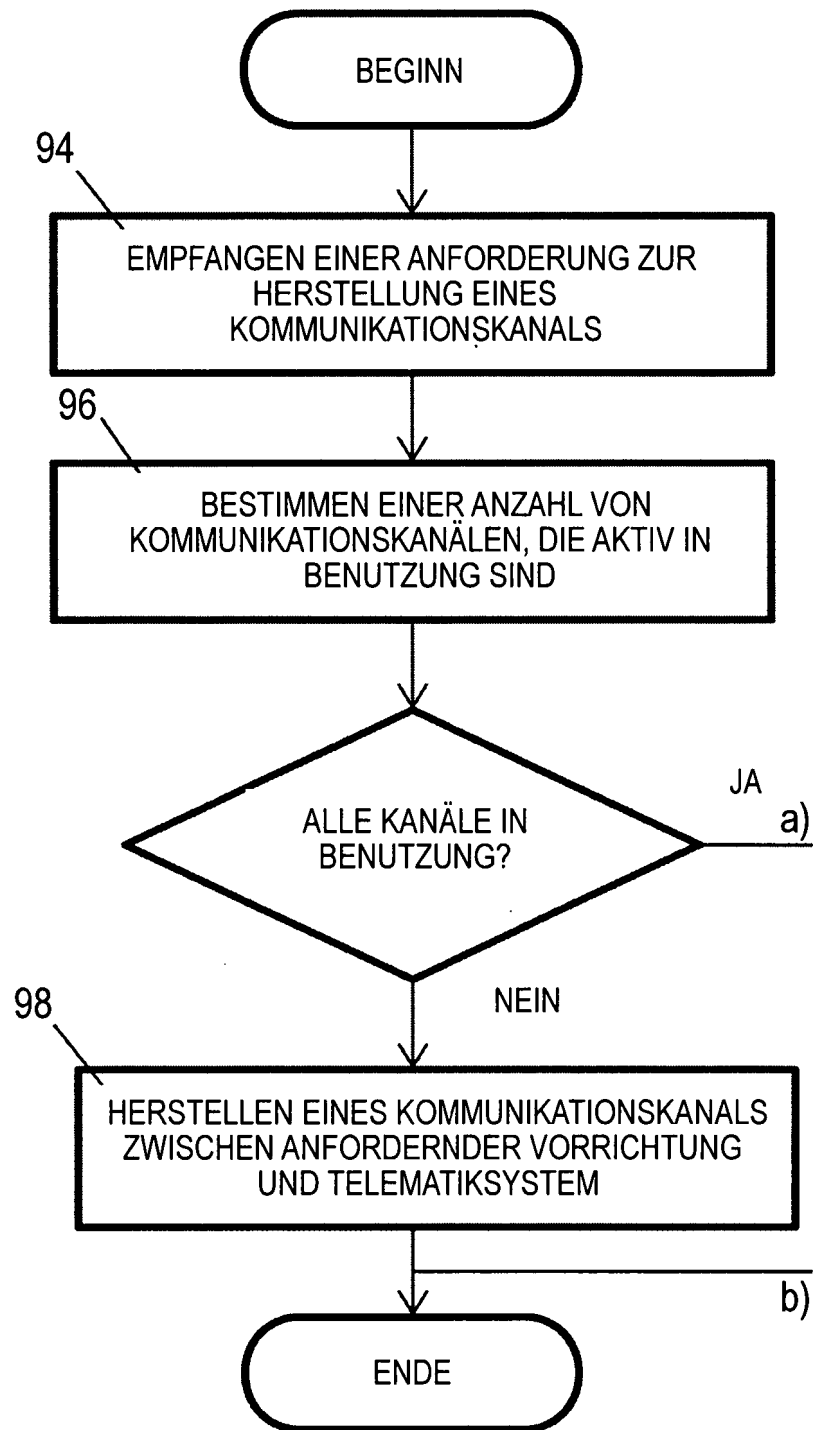 BEGINN
94
EMPFANGEN EINER ANFORDERUNG ZUR
HERSTELLUNG EINES
KOMMUNIKATIONSKANALS
96
BESTIMMEN EINER ANZAHL VON
KOMMUNIKATIONSKANÄLEN, DIE AKTIV IN
BENUTZUNG SIND
ALLE KANÄLE IN
BENUTZUNG?
JA
a)
NEIN
98
HERSTELLEN EINES KOMMUNIKATIONSKANALS
ZWISCHEN ANFORDERNDER VORRICHTUNG
UND TELEMATIKSYSTEM
b)
ENDE